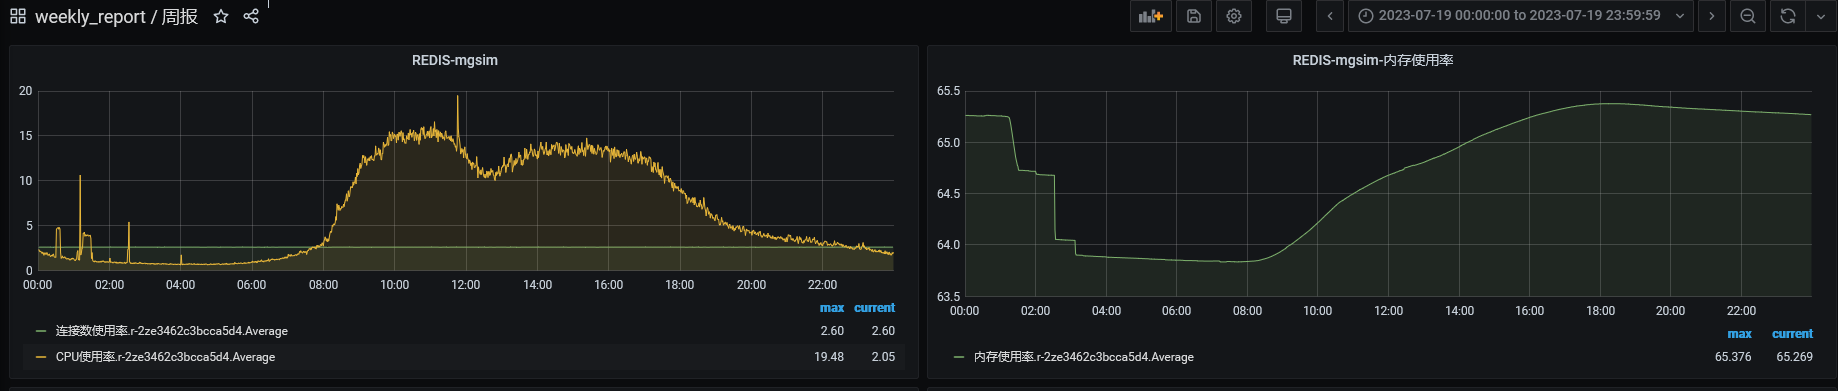 weekly_report / 周报
2023-07-19 00:00:00 to 2023-07-19 23:59:59
REDIS-mgsim
20
15
10
5
0
00:00 02:00 04:00 06:00 08:00 10:00 12:00 14:00 16:00 18:00 20:00 22:00
max current
连接数使用率.r-2ze3462c3bcca5d4.Average 2.60 2.60
CPU使用率.r-2ze3462c3bcca5d4.Average 19.48 2.05
REDIS-mgsim-内存使用率
65.5
65.0
64.5
64.0
63.5
00:00 02:00 04:00 06:00 08:00 10:00 12:00 14:00 16:00 18:00 20:00 22:00
max current
内存使用率.r-2ze3462c3bcca5d4.Average 65.376 65.269